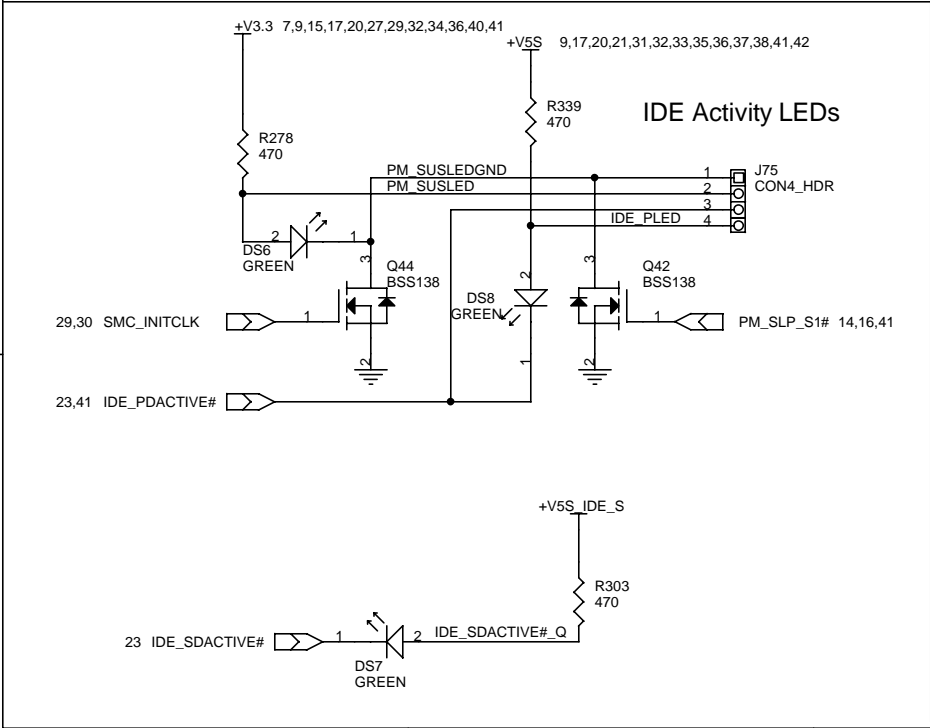 +V3.3 7,9,15,17,20,27,29,32,34,36,40,41
+V5S 9,17,20,21,31,32,33,35,36,37,38,41,42
IDE Activity LEDs
R339
470
R278
470
PM_SUSLEDGND
1
J75
PM_SUSLED
2
CON4_HDR
3
IDE_PLED
4
2
1
DS6
GREEN
3
Q44
BSS138
2
DS8
GREEN
3
Q42
BSS138
29,30 SMC_INITCLK
1
1
PM_SLP_S1# 14,16,41
2
1
2
23,41 IDE_PDACTIVE#
+V5S_IDE_S
R303
470
23 IDE_SDACTIVE#
1
2
IDE_SDACTIVE#_Q
DS7
GREEN